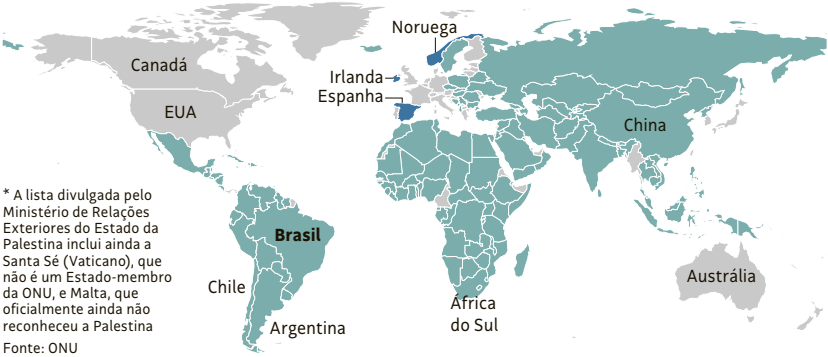 Noruega
Canadá
Irlanda
Espanha
EUA
China
* A lista divulgada pelo
Ministério de Relações
Exteriores do Estado da
Palestina inclui ainda a
Santa Sé (Vaticano), que
não é um Estado-membro
da ONU, e Malta, que
oficialmente ainda não
reconheceu a Palestina
Fonte: ONU
Brasil
Chile
Argentina
África
do Sul
Austrália